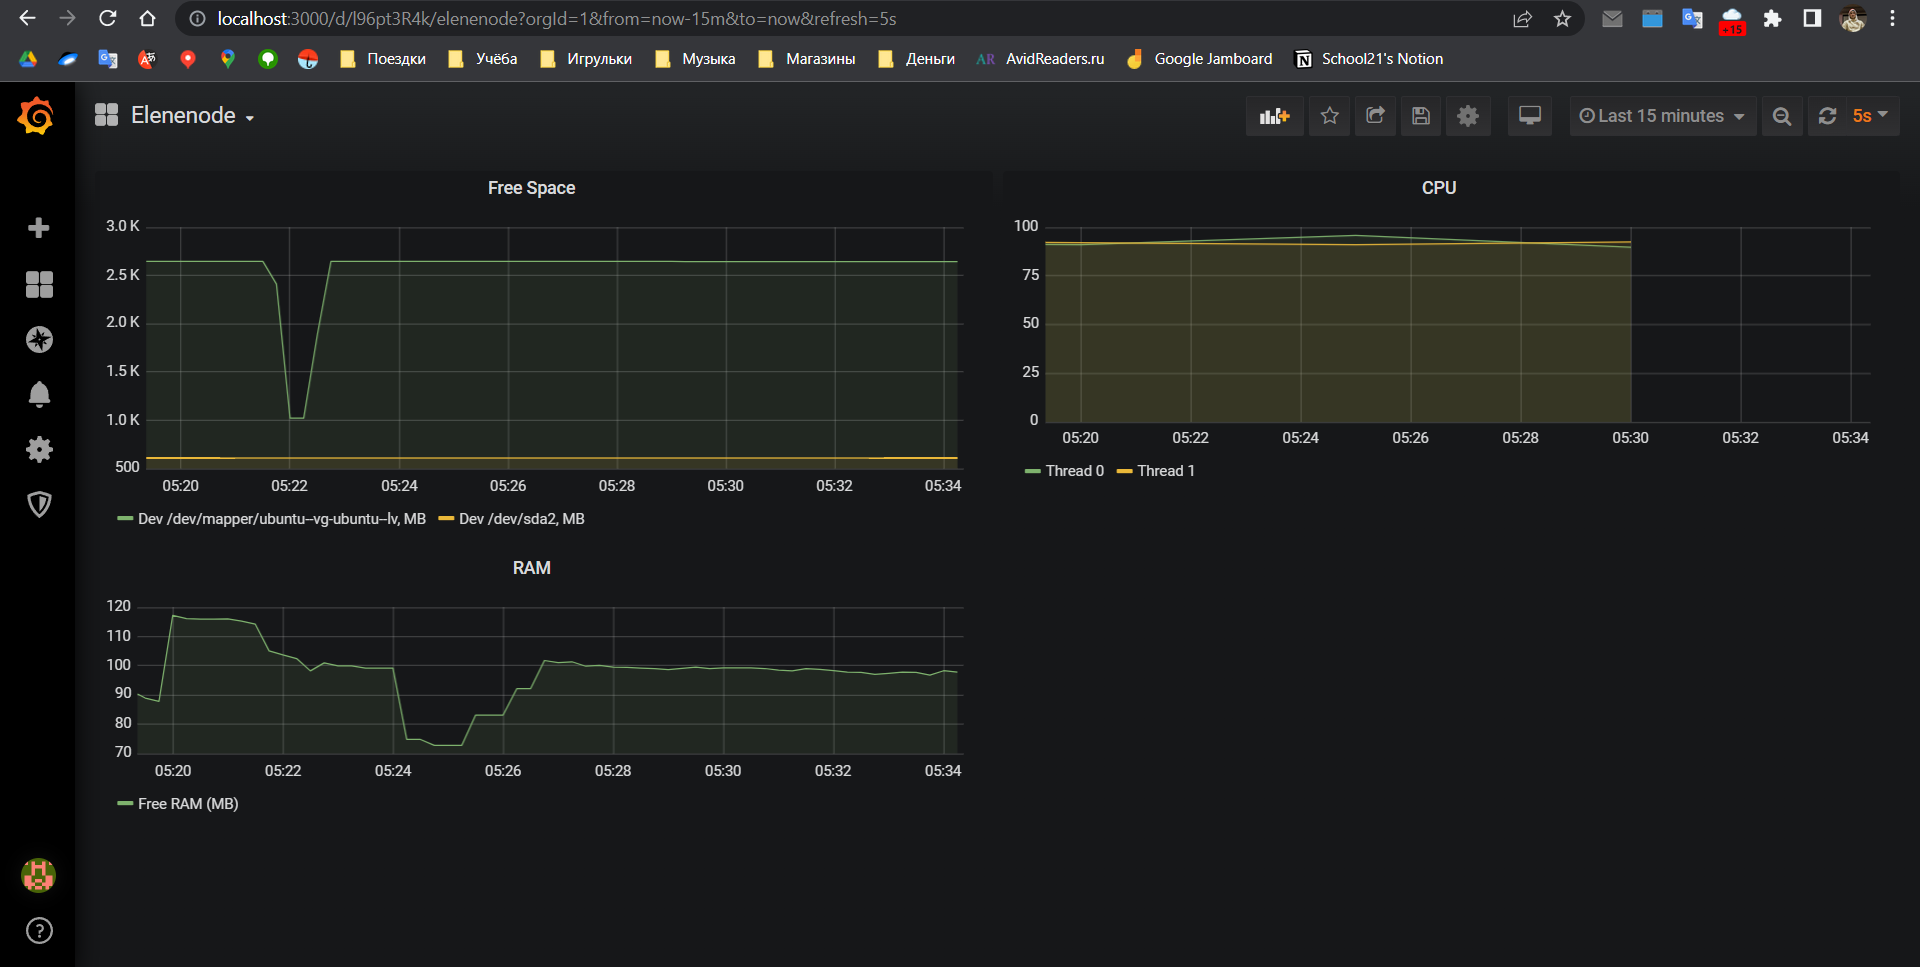 localhost:3000/d/l96pt3R4k/elenenode?orgId=1&from=now-15m&to=now&refresh=5s
+15
Поездки Учёба Игрульки Музыка Магазины Деньги AR AvidReaders.ru Google Jamboard School21's Notion
Elenenode
Last 15 minutes 5s
Free Space
3.0 K
2.5 K
2.0 K
1.5 K
1.0 K
500
05:20 05:22 05:24 05:26 05:28 05:30 05:32 05:34
Dev /dev/mapper/ubuntu--vg-ubuntu--lv, MB Dev /dev/sda2, MB
CPU
100
75
50
25
0
05:20 05:22 05:24 05:26 05:28 05:30 05:32 05:34
Thread 0 Thread 1
RAM
120
110
100
90
80
70
05:20 05:22 05:24 05:26 05:28 05:30 05:32 05:34
Free RAM (MB)